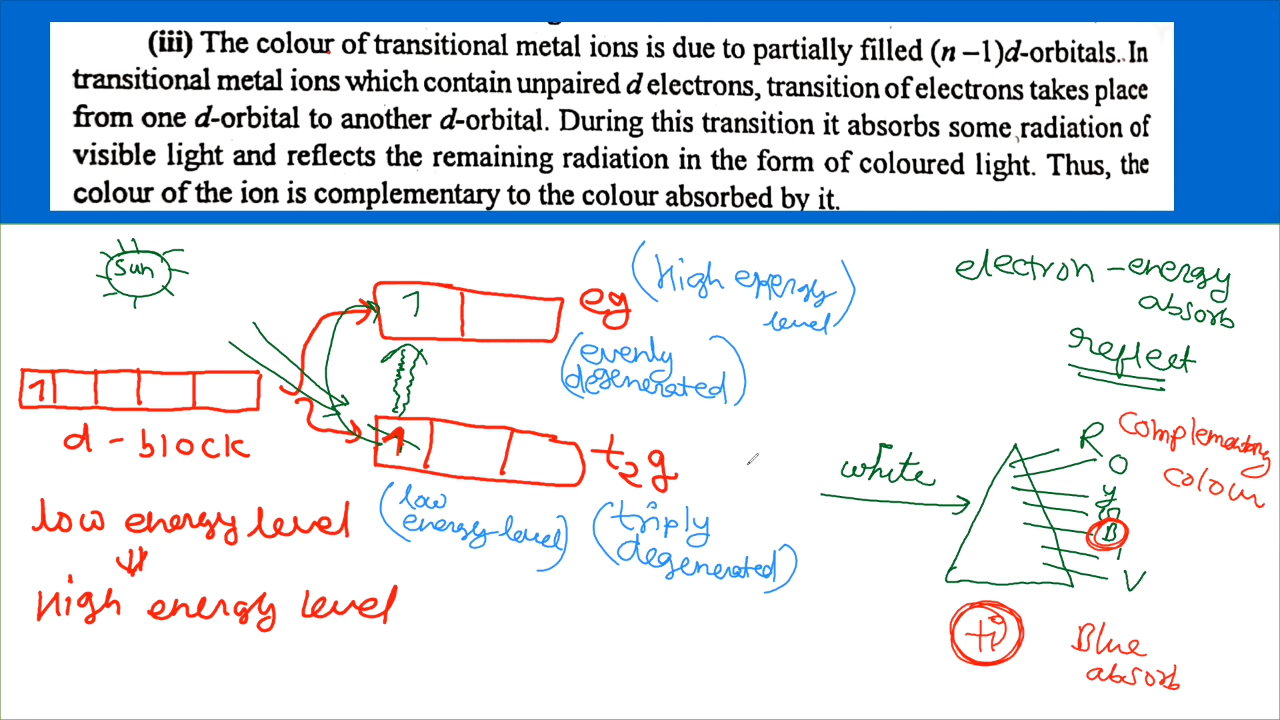 (iii) The colour of transitional metal ions is due to partially filled (n –1)d-orbitals. In
transitional metal ions which contain unpaired d electrons, transition of electrons takes place
from one d-orbital to another d-orbital. During this transition it absorbs some radiation of
visible light and reflects the remaining radiation in the form of coloured light. Thus, the
colour of the ion is complementary to the colour absorbed by it.
Sun
1
eg
(High energy
level)
(evenly
degenerated)
electron - energy
absorb
reflect
1
d - block
1
t2g
(low
energy level)
(triply
degenerated)
low energy level
High energy level
white
R
O
y
G
B
I
V
Complementary
colour
Blue
absorb